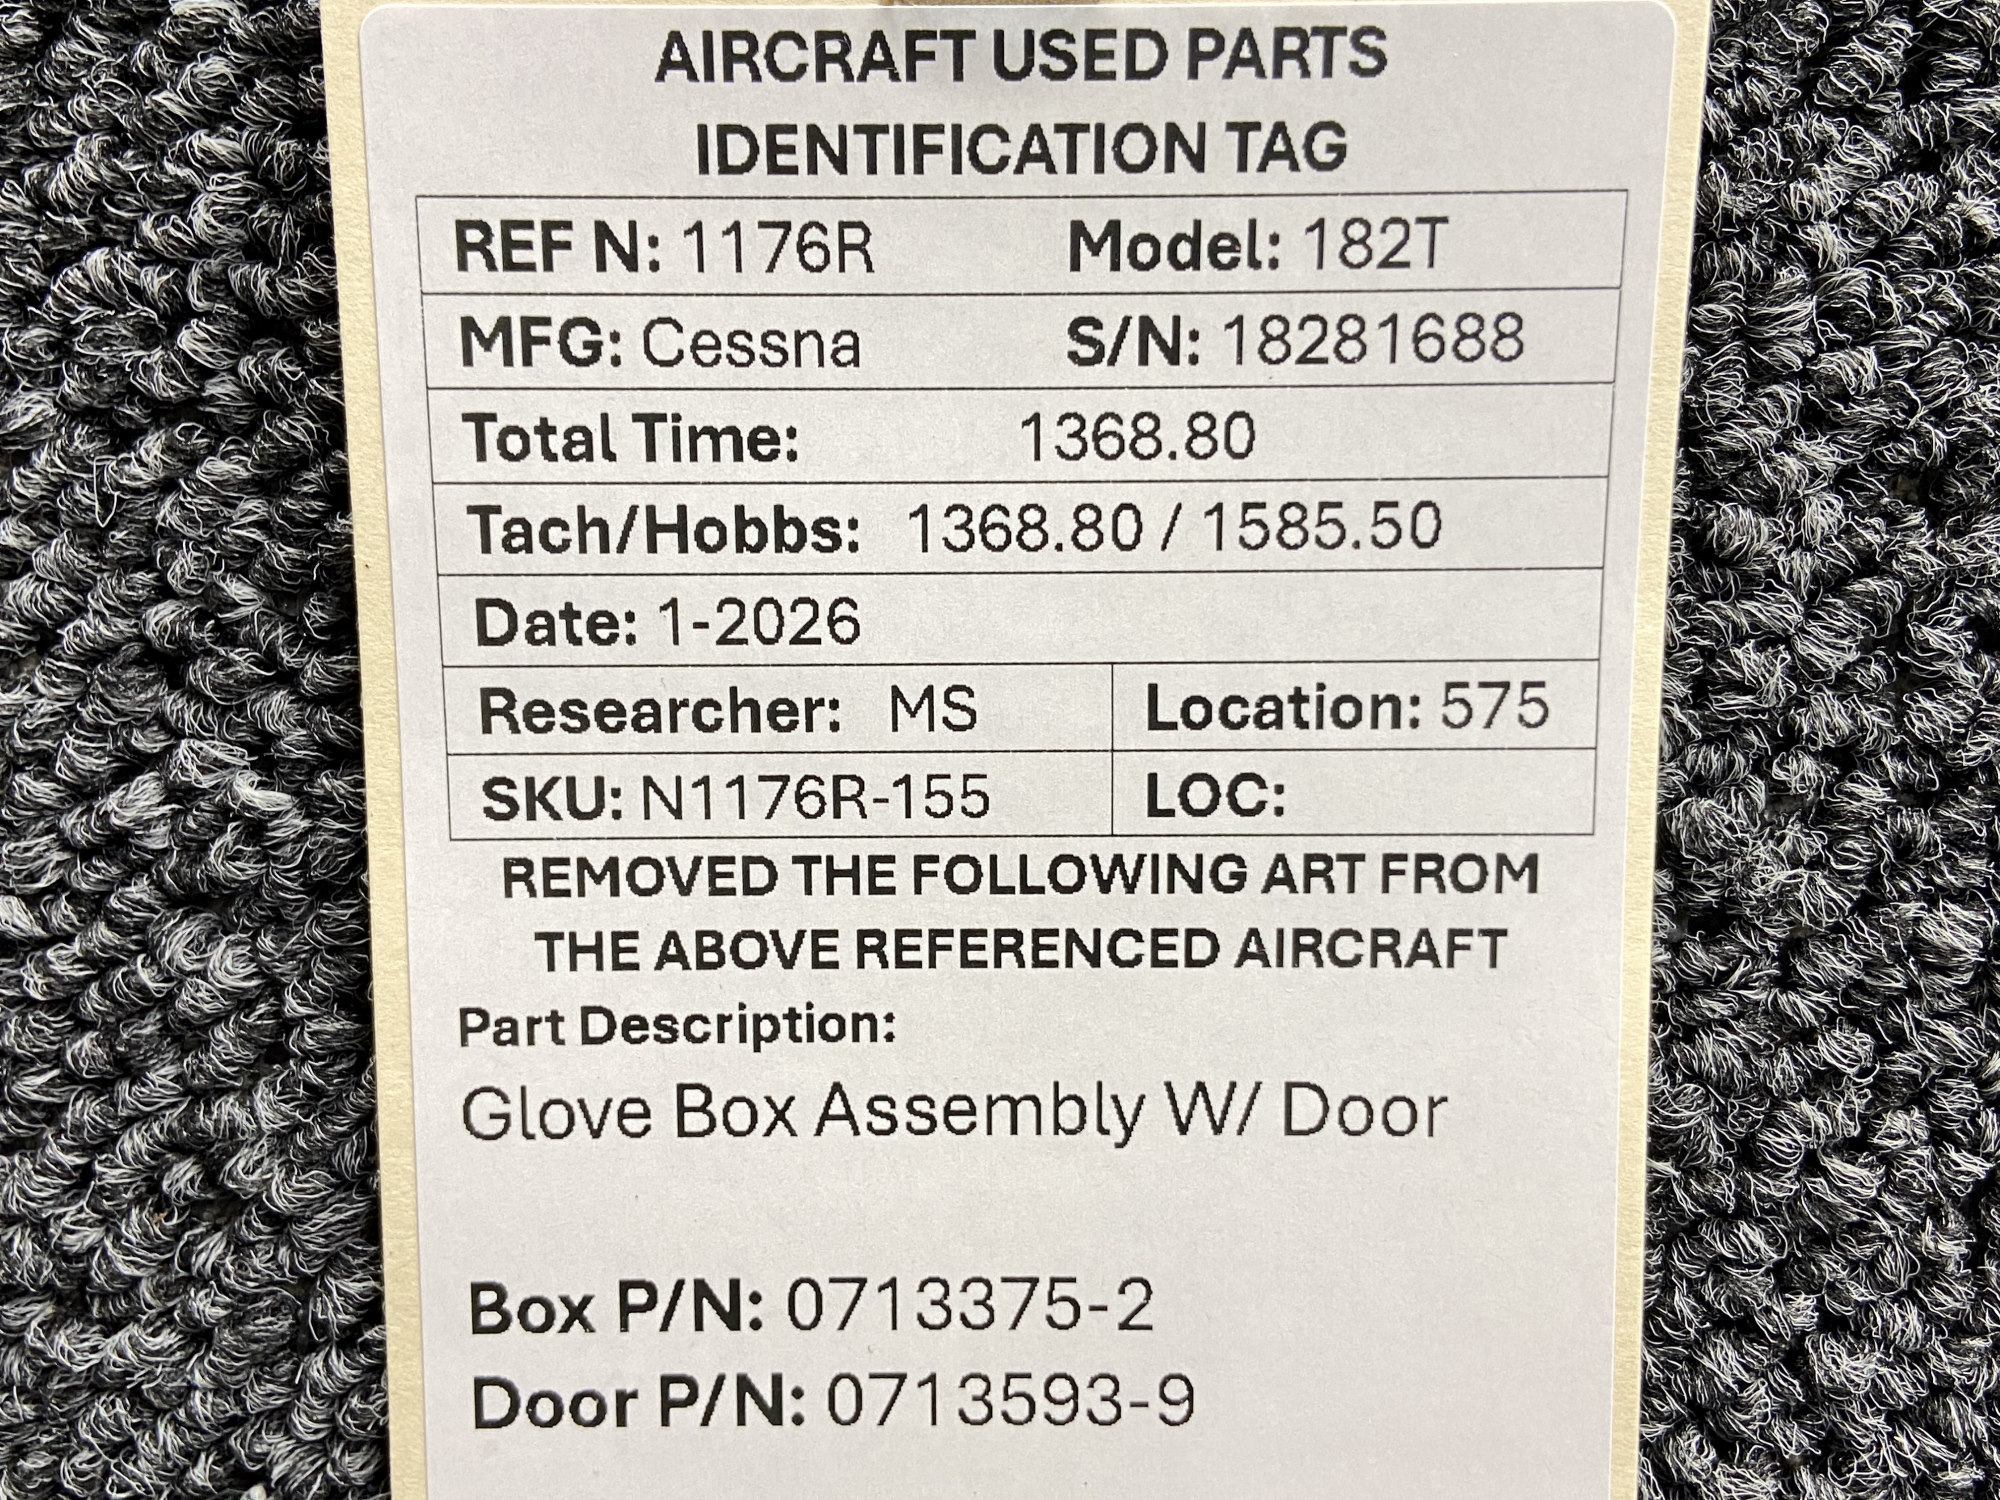 AIRCRAFT USED PARTS
IDENTIFICATION TAG
REF N: 1176R Model: 182T
MFG: Cessna S/N: 18281688
Total Time: 1368.80
Tach/Hobbs: 1368.80 / 1585.50
Date: 1-2026
Researcher: MS Location: 575
SKU: N1176R-155 LOC:
REMOVED THE FOLLOWING ART FROM
THE ABOVE REFERENCED AIRCRAFT
Part Description:
Glove Box Assembly W/ Door
Box P/N: 0713375-2
Door P/N: 0713593-9